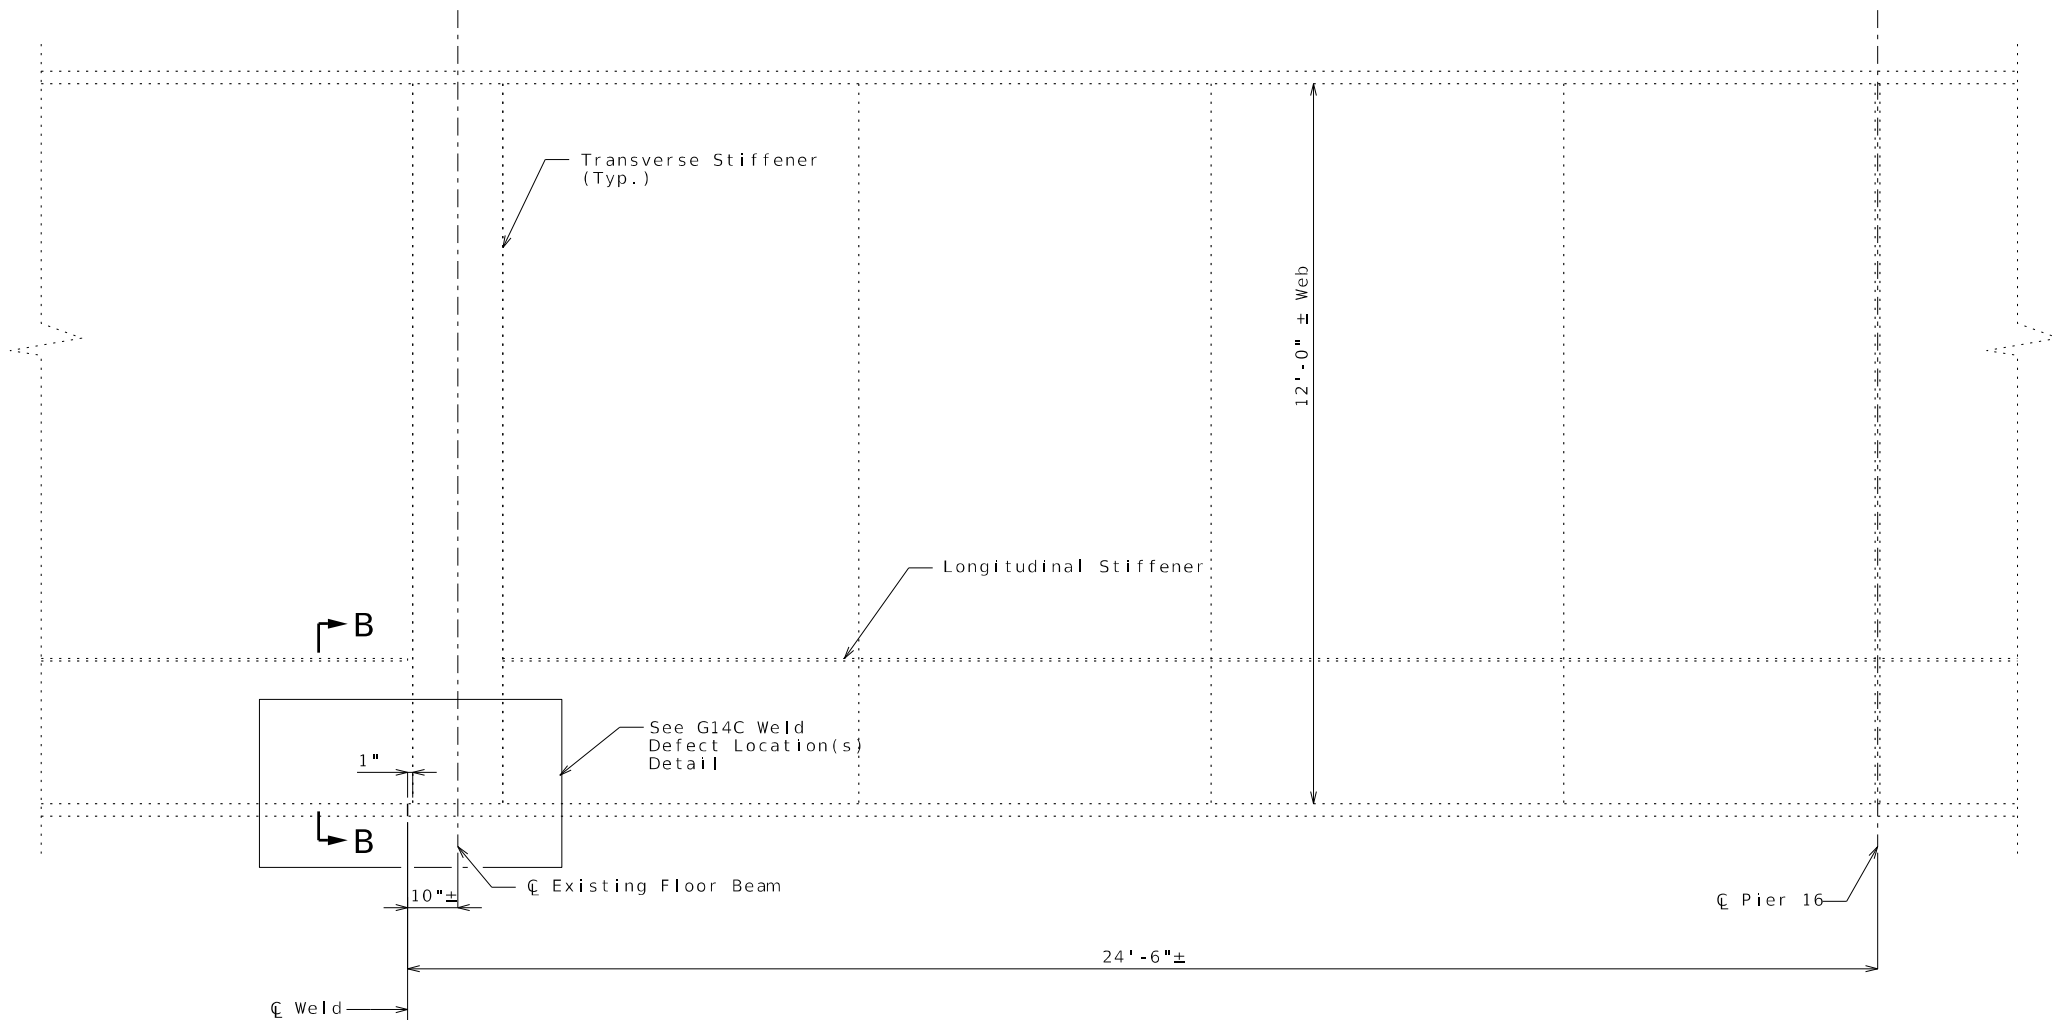 Transverse Stiffener
(Typ.)
12'-0" ± Web
Longitudinal Stiffener
B
See G14C Weld
Defect Location(s)
Detail
1"
B
℄ Existing Floor Beam
10"±
℄ Pier 16
24'-6"±
℄ Weld